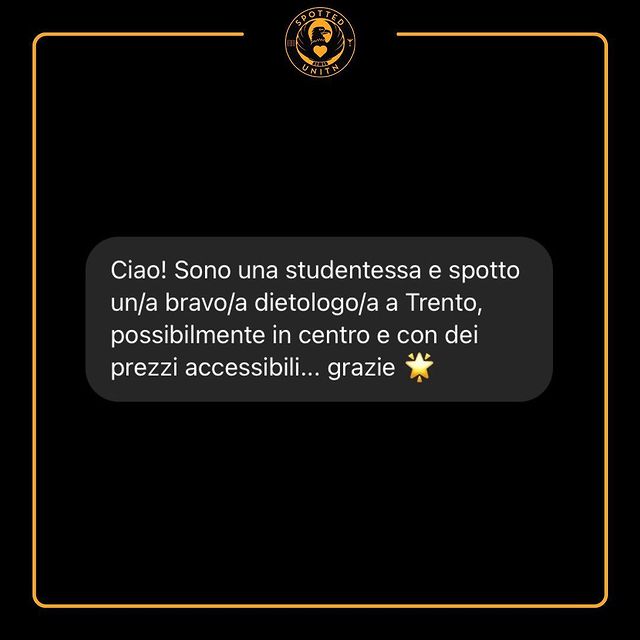 SPOTTED
UNITN
Ciao! Sono una studentessa e spotto
un/a bravo/a dietologo/a a Trento,
possibilmente in centro e con dei
prezzi accessibili... grazie 🌟